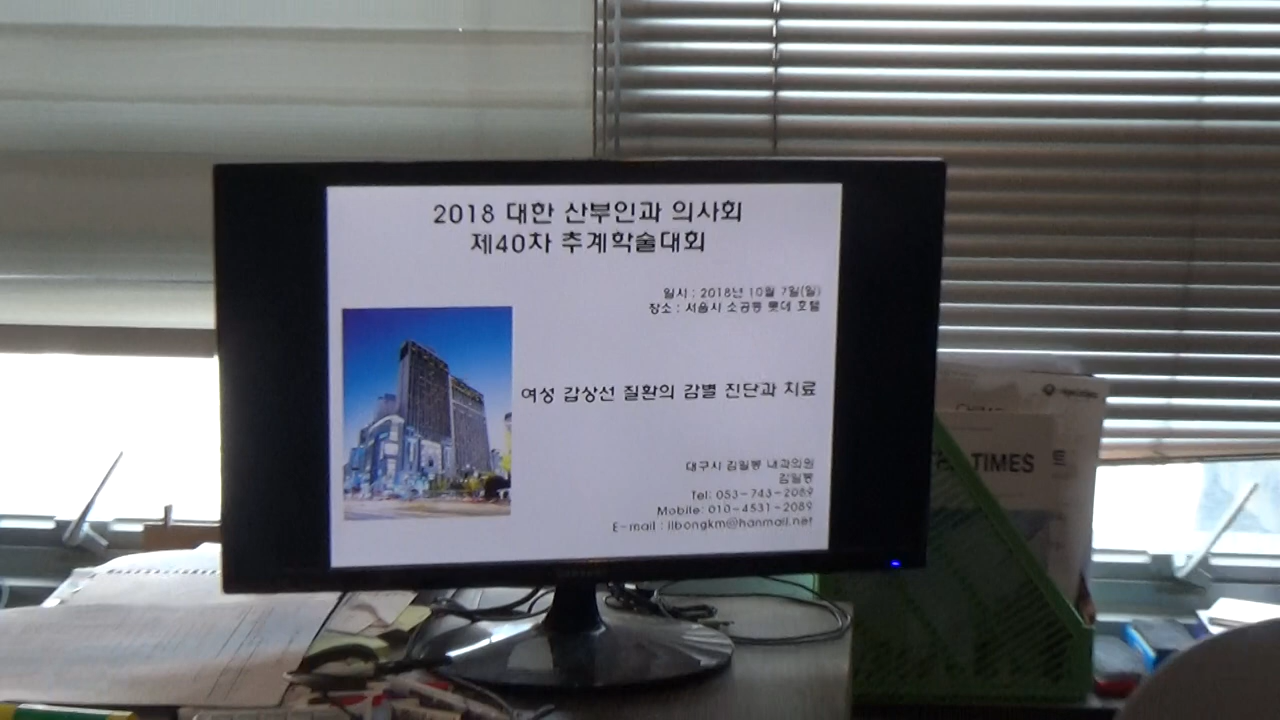 2018 대한 산부인과 의사회
제40차 추계학술대회
일시 : 2018년 10월 7일(일)
장소 : 서울시 소공동 롯데 호텔
여성 갑상선 질환의 감별 진단과 치료
대구시 김일봉 내과의원
김일봉
Tel: 053-743-2089
Mobile: 010-4531-2089
E-mail : ilbongkm@hanmail.net
TIMES